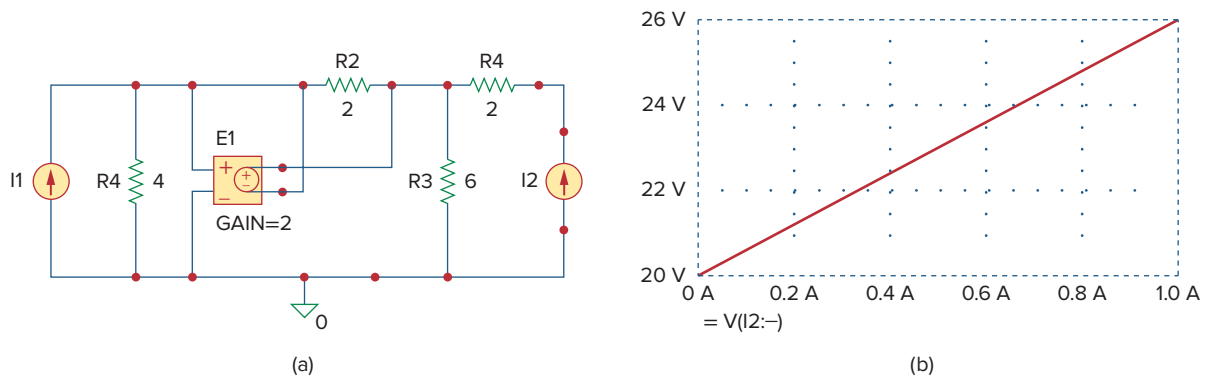 R2
R4
2
2
E1
+
+
−
−
I1
R4
4
R3
6
I2
GAIN=2
0
(a)
26 V
24 V
22 V
20 V
0 A
0.2 A
0.4 A
0.6 A
0.8 A
1.0 A
= V(I2:−)
(b)